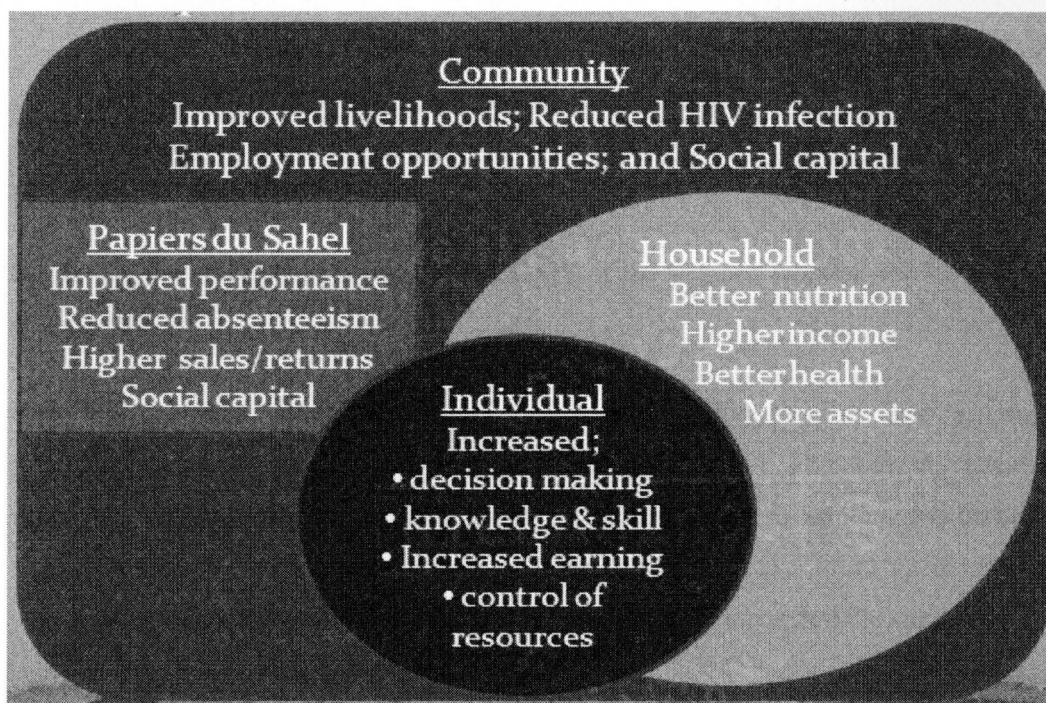 Community
Improved livelihoods; Reduced HIV infection
Employment opportunities; and Social capital
Papiers du Sahel
Improved performance
Reduced absenteeism
Higher sales/returns
Social capital
Household
Better nutrition
Higher income
Better health
More assets
Individual
Increased;
• decision making
• knowledge & skill
• Increased earning
• control of
resources